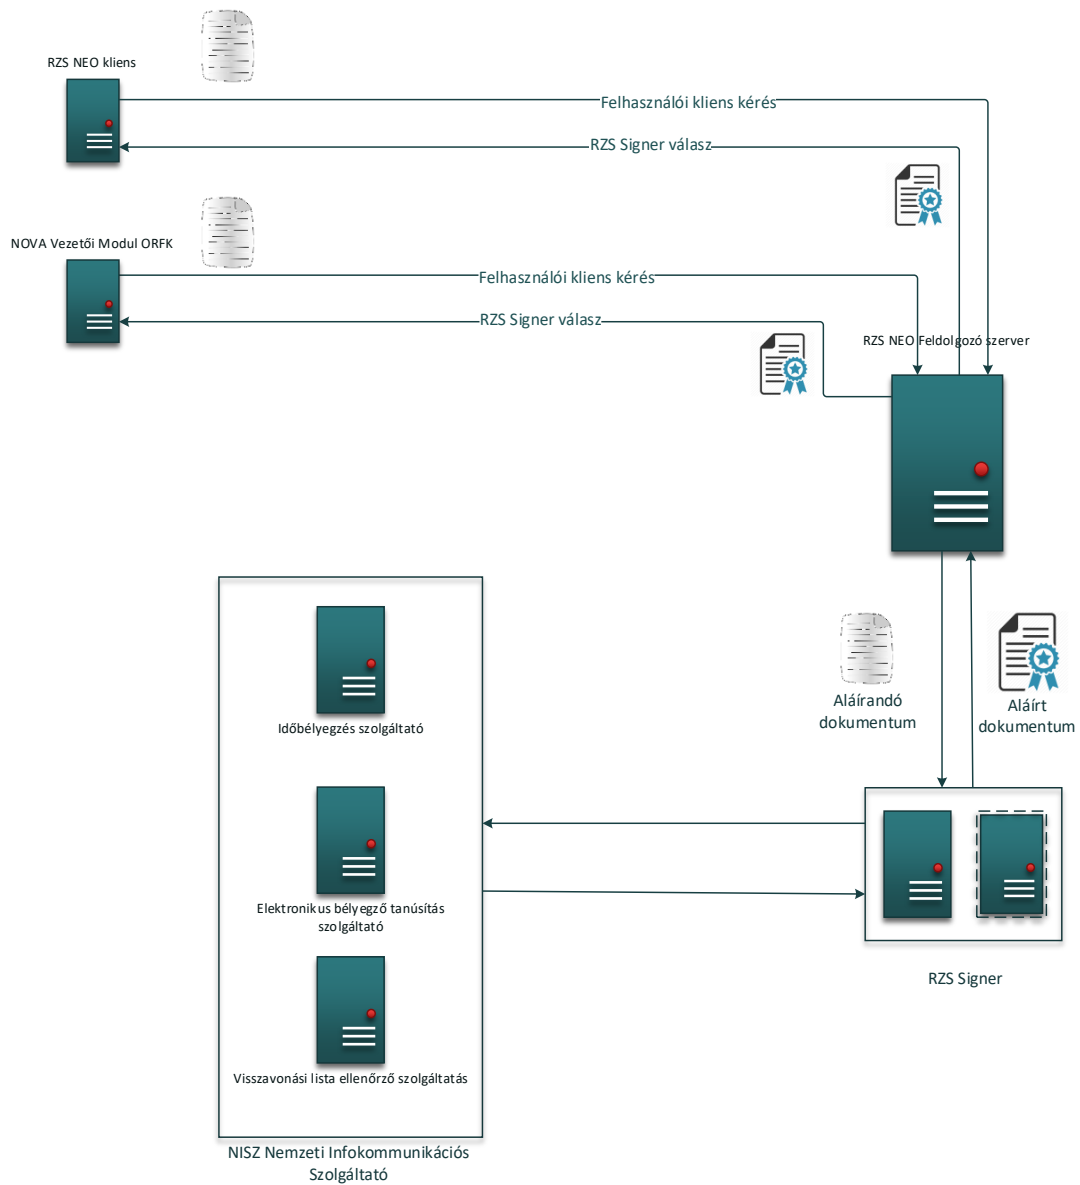 RZS NEO kliens
Felhasználói kliens kérés
RZS Signer válasz
NOVA Vezetői Modul ORFK
Felhasználói kliens kérés
RZS Signer válasz
RZS NEO Feldolgozó szerver
Aláírandó
dokumentum
Aláírt
dokumentum
Időbélyegzés szolgáltató
Elektronikus bélyegző tanúsítás
szolgáltató
RZS Signer
Visszavonási lista ellenőrző szolgáltatás
NISZ Nemzeti Infokommunikációs
Szolgáltató